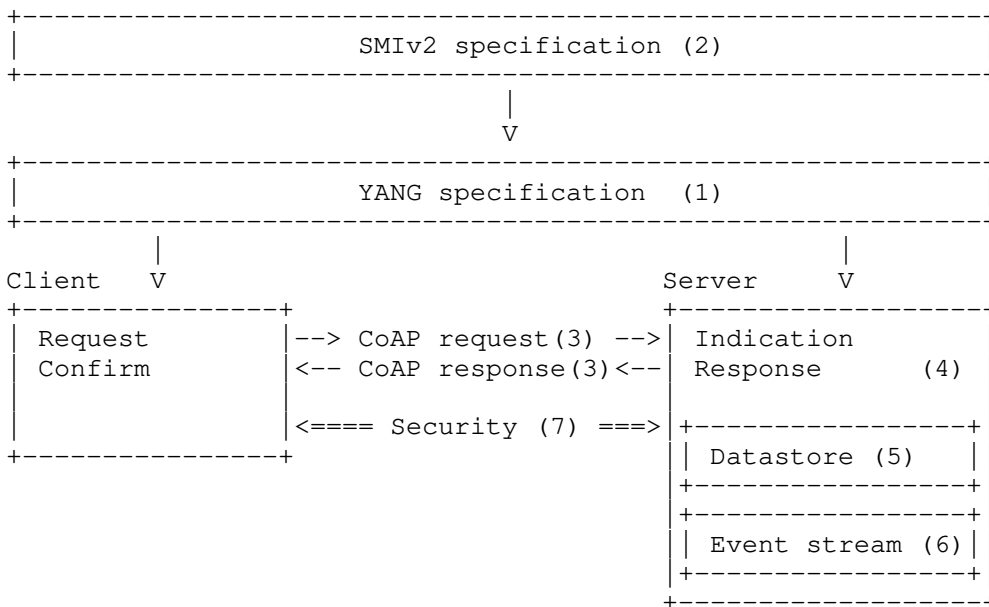 SMIv2 specification (2)
V
YANG specification (1)
Client V Server V
Request --> CoAP request(3) --> Indication
Confirm <-- CoAP response(3)<-- Response (4)
<==== Security (7) ===>
Datastore (5)
Event stream (6)